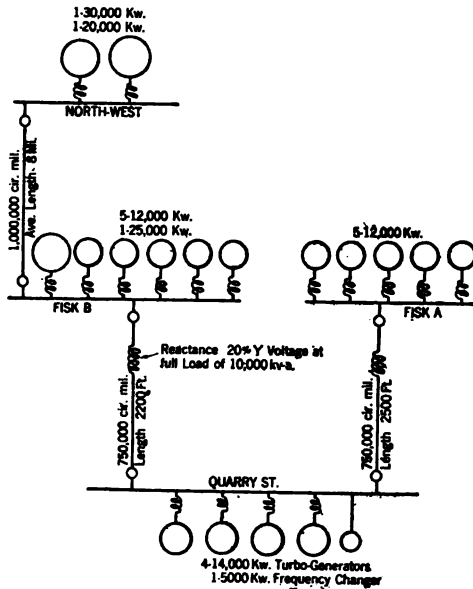 1-30,000 Kw.
1-20,000 Kw.
NORTH-WEST
1,000,000 cir. mil.
Ave. Length 8 Mi.
5-12,000 Kw.
1-25,000 Kw.
5-12,000 Kw.
FISK B
FISK A
Reactance 20% Y Voltage at
full Load of 10,000 kv-a.
750,000 cir. mil.
Length 2200 Ft.
750,000 cir. mil.
Length 2500 Ft.
QUARRY ST.
4-14,000 Kw. Turbo-Generators
1-5000 Kw. Frequency Changer